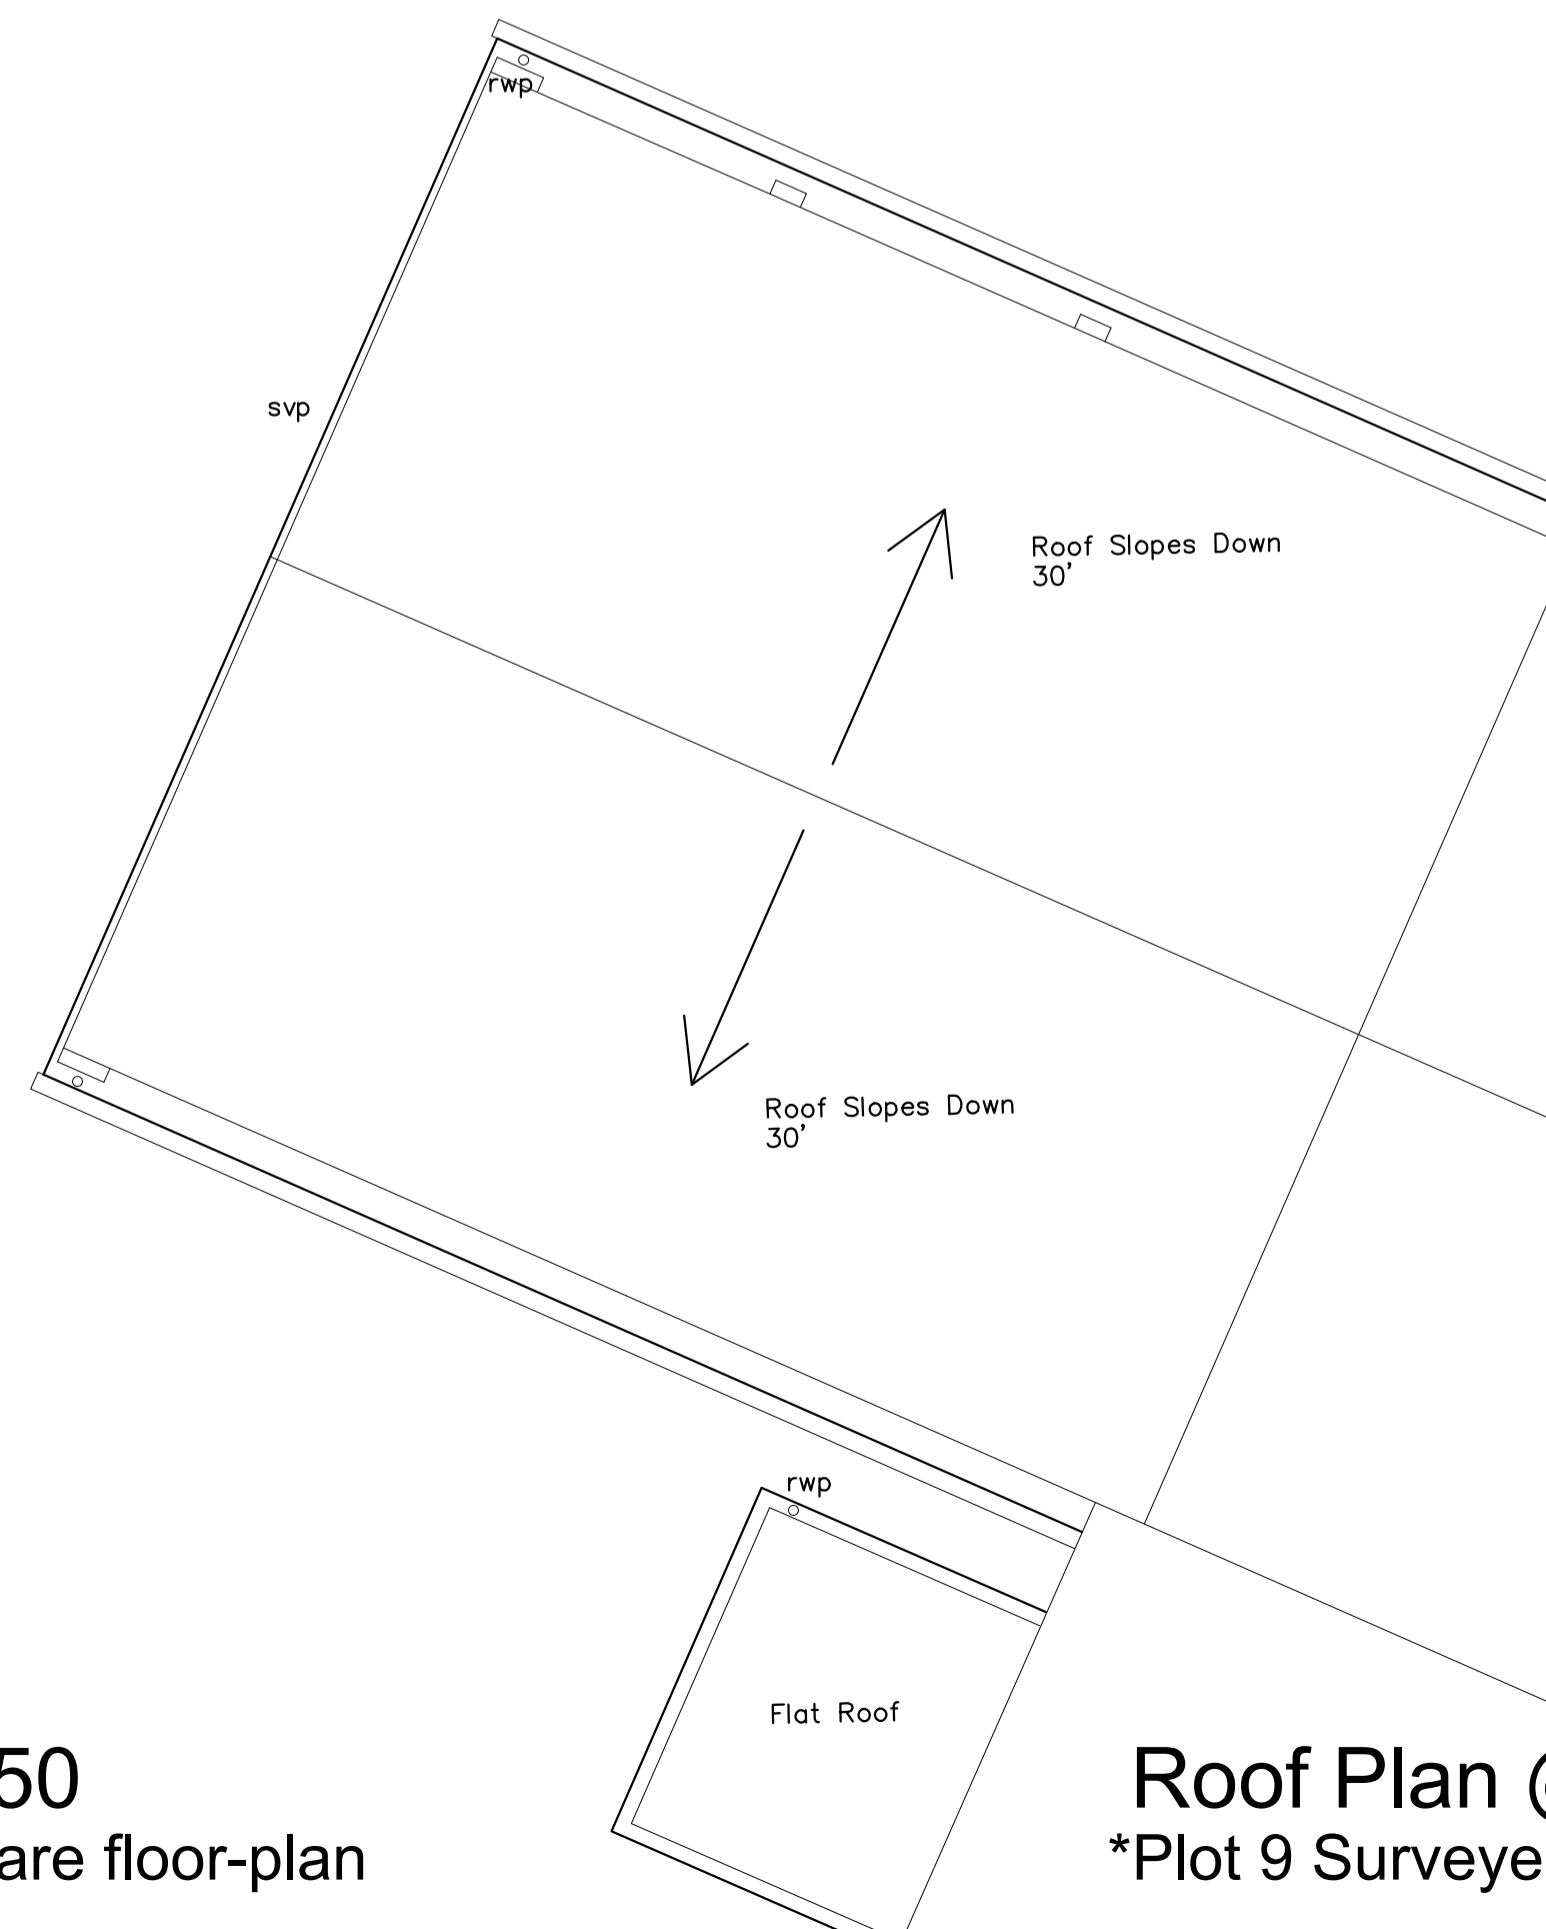 rwp
svp
Roof Slopes Down
30'
Roof Slopes Down
30'
rwp
Flat Roof
50
are floor-plan
Roof Plan @
*Plot 9 Surveye